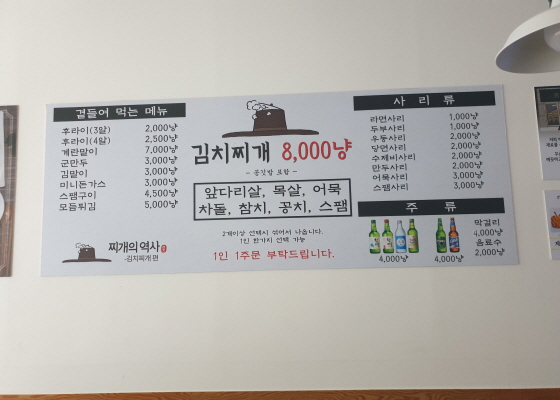 곁들어 먹는 메뉴
후라이(3알) 2,000냥
후라이(4알) 2,500냥
계란말이 7,000냥
군만두 3,000냥
김말이 3,000냥
미니돈가스 3,000냥
스팸구이 4,500냥
모듬튀김 5,000냥
찌개의 역사
-김치찌개 편
김치찌개 8,000냥
- 공깃밥 포함 -
앞다리살, 목살, 어묵
차돌, 참치, 꽁치, 스팸
2개이상 선택시 섞어서 나옵니다.
1인 한가지 선택 가능
1인 1주문 부탁드립니다.
사 리 류
라면사리 1,000냥
두부사리 1,000냥
우동사리 2,000냥
당면사리 2,000냥
수제비사리 2,000냥
만두사리 3,000냥
어묵사리 3,000냥
스팸사리 3,000냥
주 류
막걸리
4,000냥
음료수
2,000냥
4,000냥
4,000냥